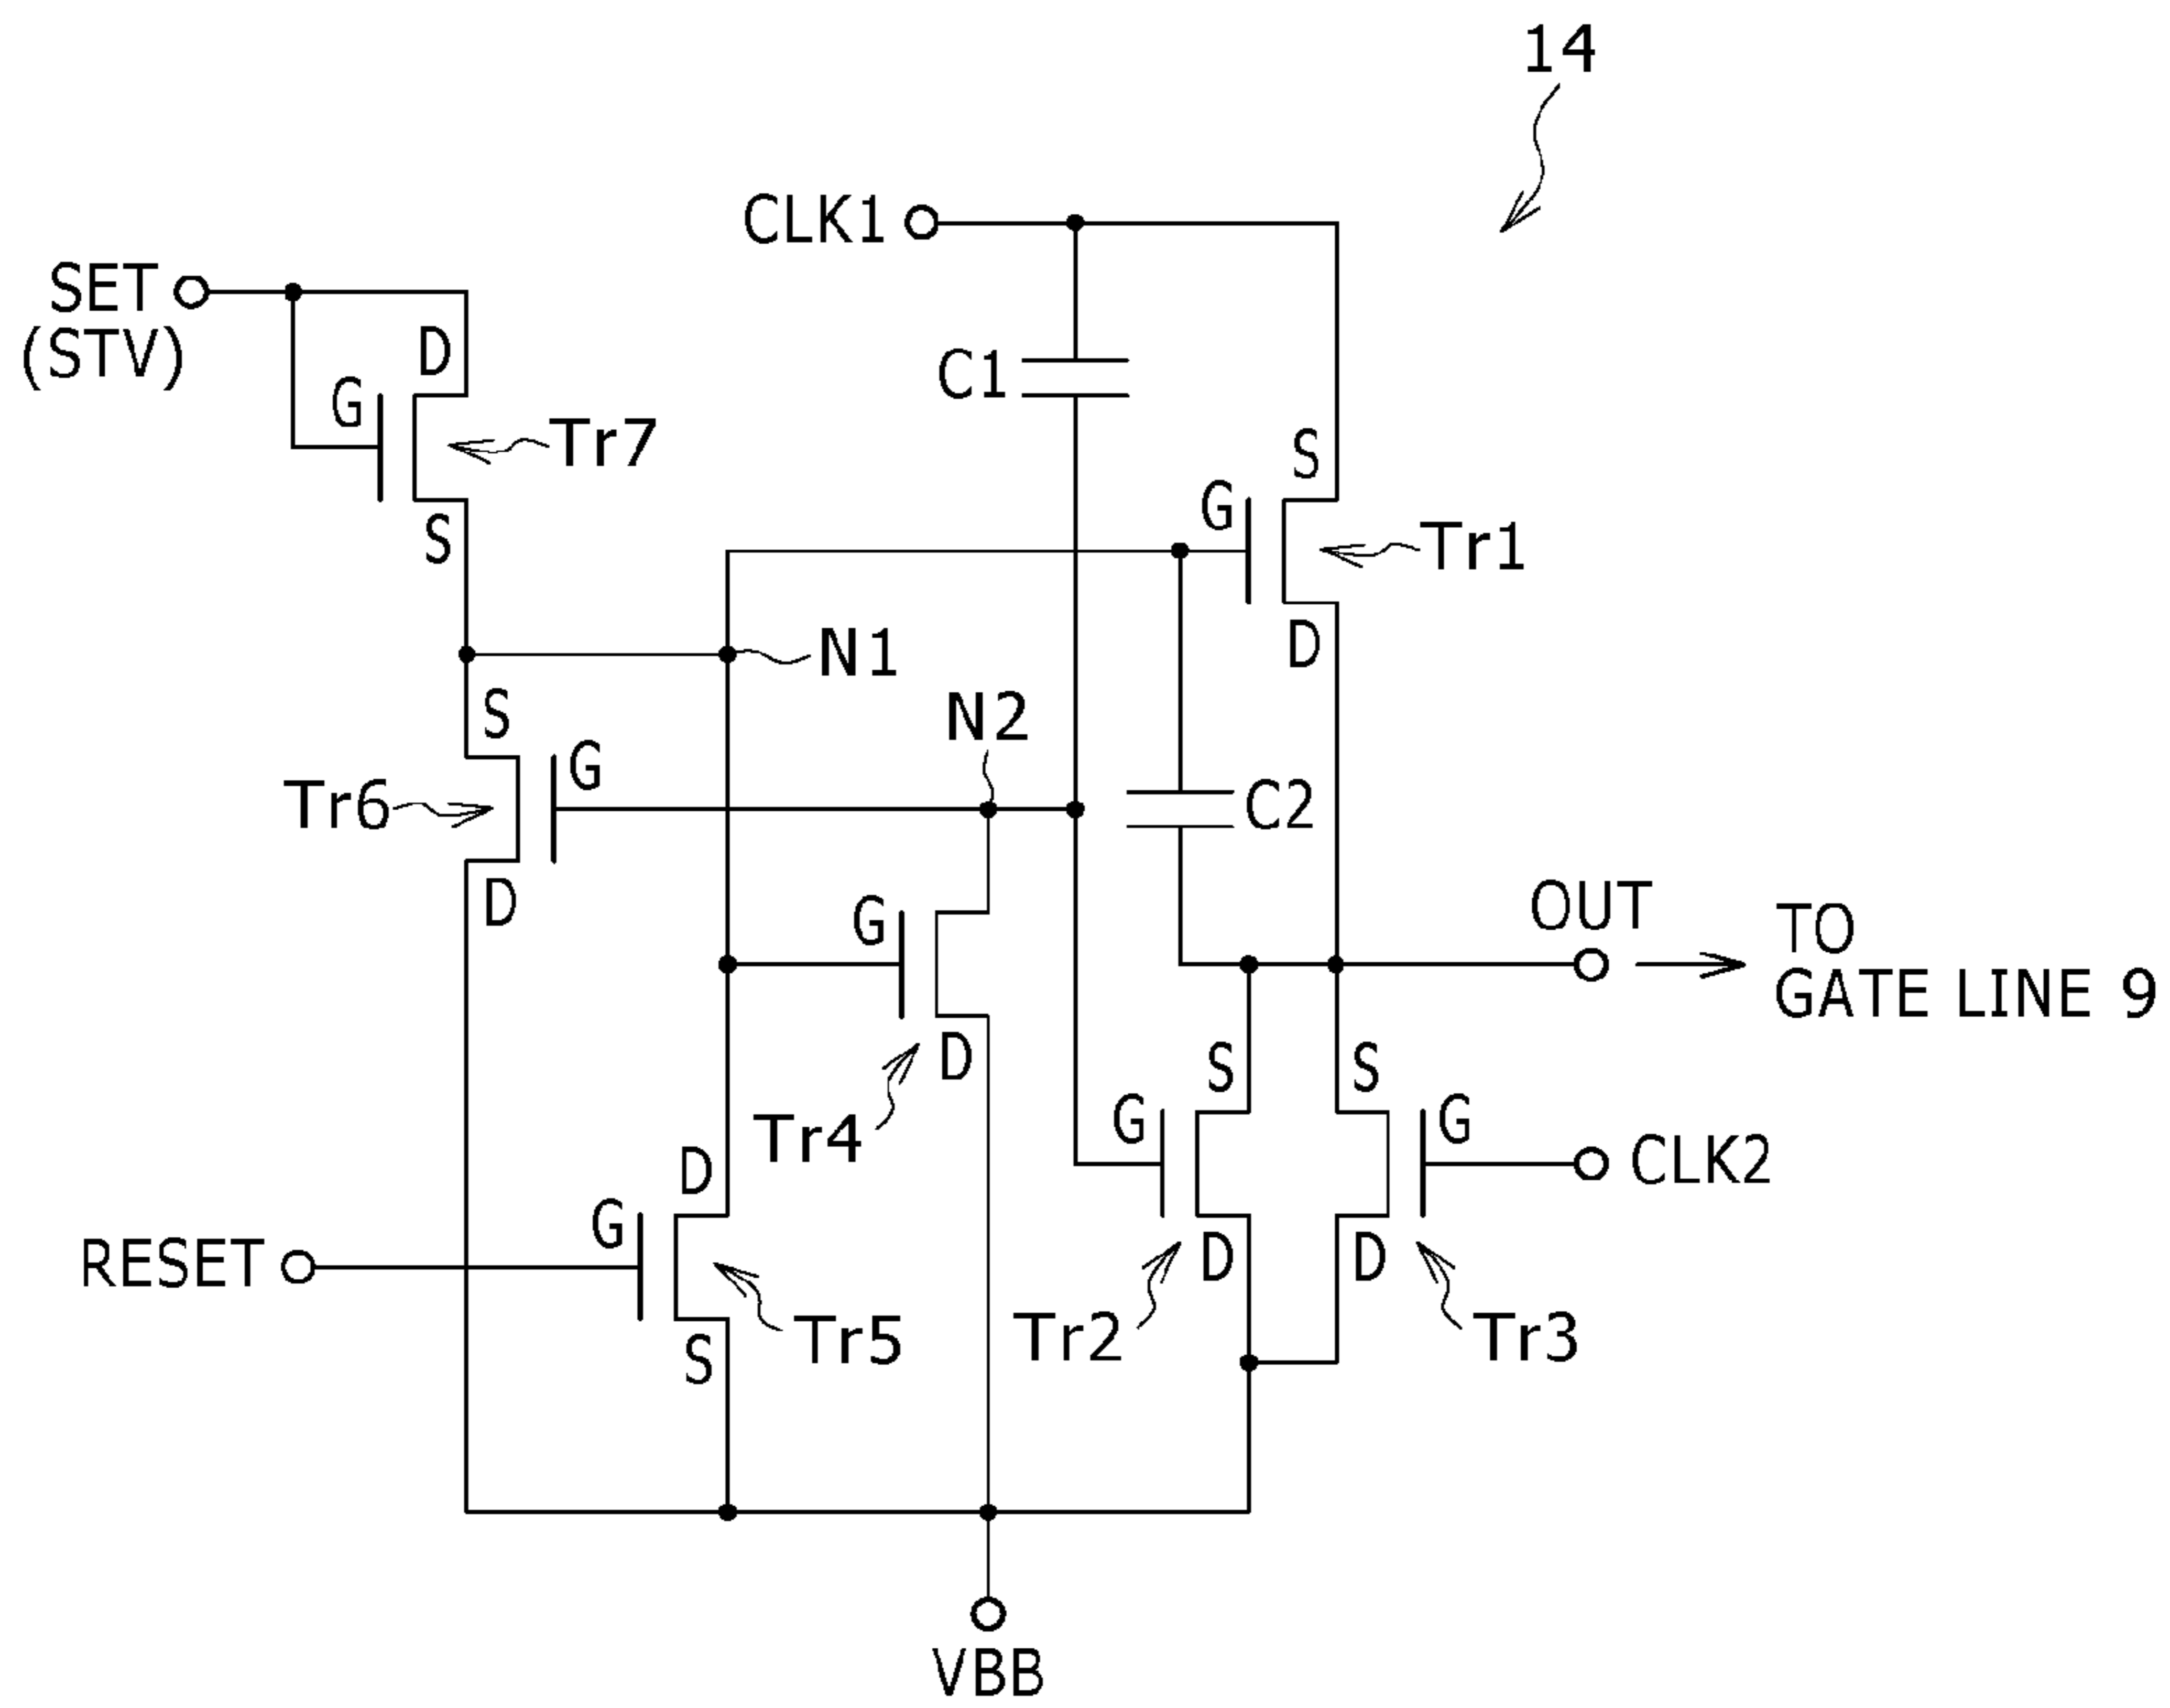 14
CLK1
SET
(STV)
D
C1
G
Tr7
S
G
S
Tr1
D
N1
S
N2
G
Tr6
C2
D
G
OUT
TO
GATE LINE 9
D
S
S
Tr4
G
G
D
CLK2
G
RESET
D
D
Tr5
Tr2
Tr3
S
VBB